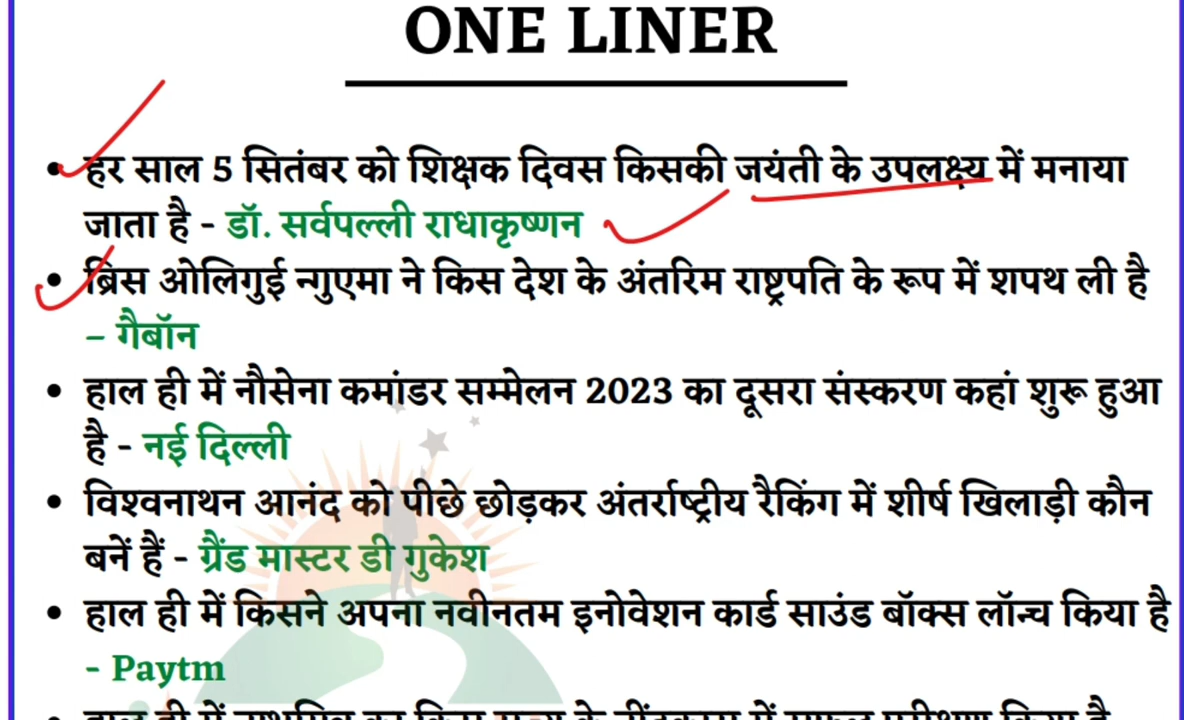 ONE LINER
• हर साल 5 सितंबर को शिक्षक दिवस किसकी जयंती के उपलक्ष्य में मनाया
जाता है - डॉ. सर्वपल्ली राधाकृष्णन
• ब्रिस ओलिगुई न्गुएमा ने किस देश के अंतरिम राष्ट्रपति के रूप में शपथ ली है
– गैबॉन
• हाल ही में नौसेना कमांडर सम्मेलन 2023 का दूसरा संस्करण कहां शुरू हुआ
है - नई दिल्ली
• विश्वनाथन आनंद को पीछे छोड़कर अंतर्राष्ट्रीय रैकिंग में शीर्ष खिलाड़ी कौन
बनें हैं - ग्रैंड मास्टर डी गुकेश
• हाल ही में किसने अपना नवीनतम इनोवेशन कार्ड साउंड बॉक्स लॉन्च किया है
- Paytm
• हाल ही में